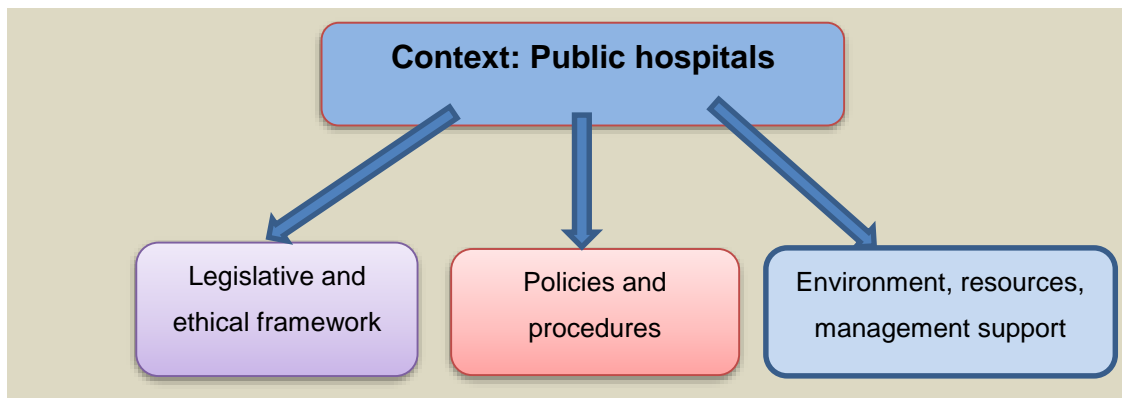 Context: Public hospitals
Legislative and
ethical framework
Policies and
procedures
Environment, resources,
management support